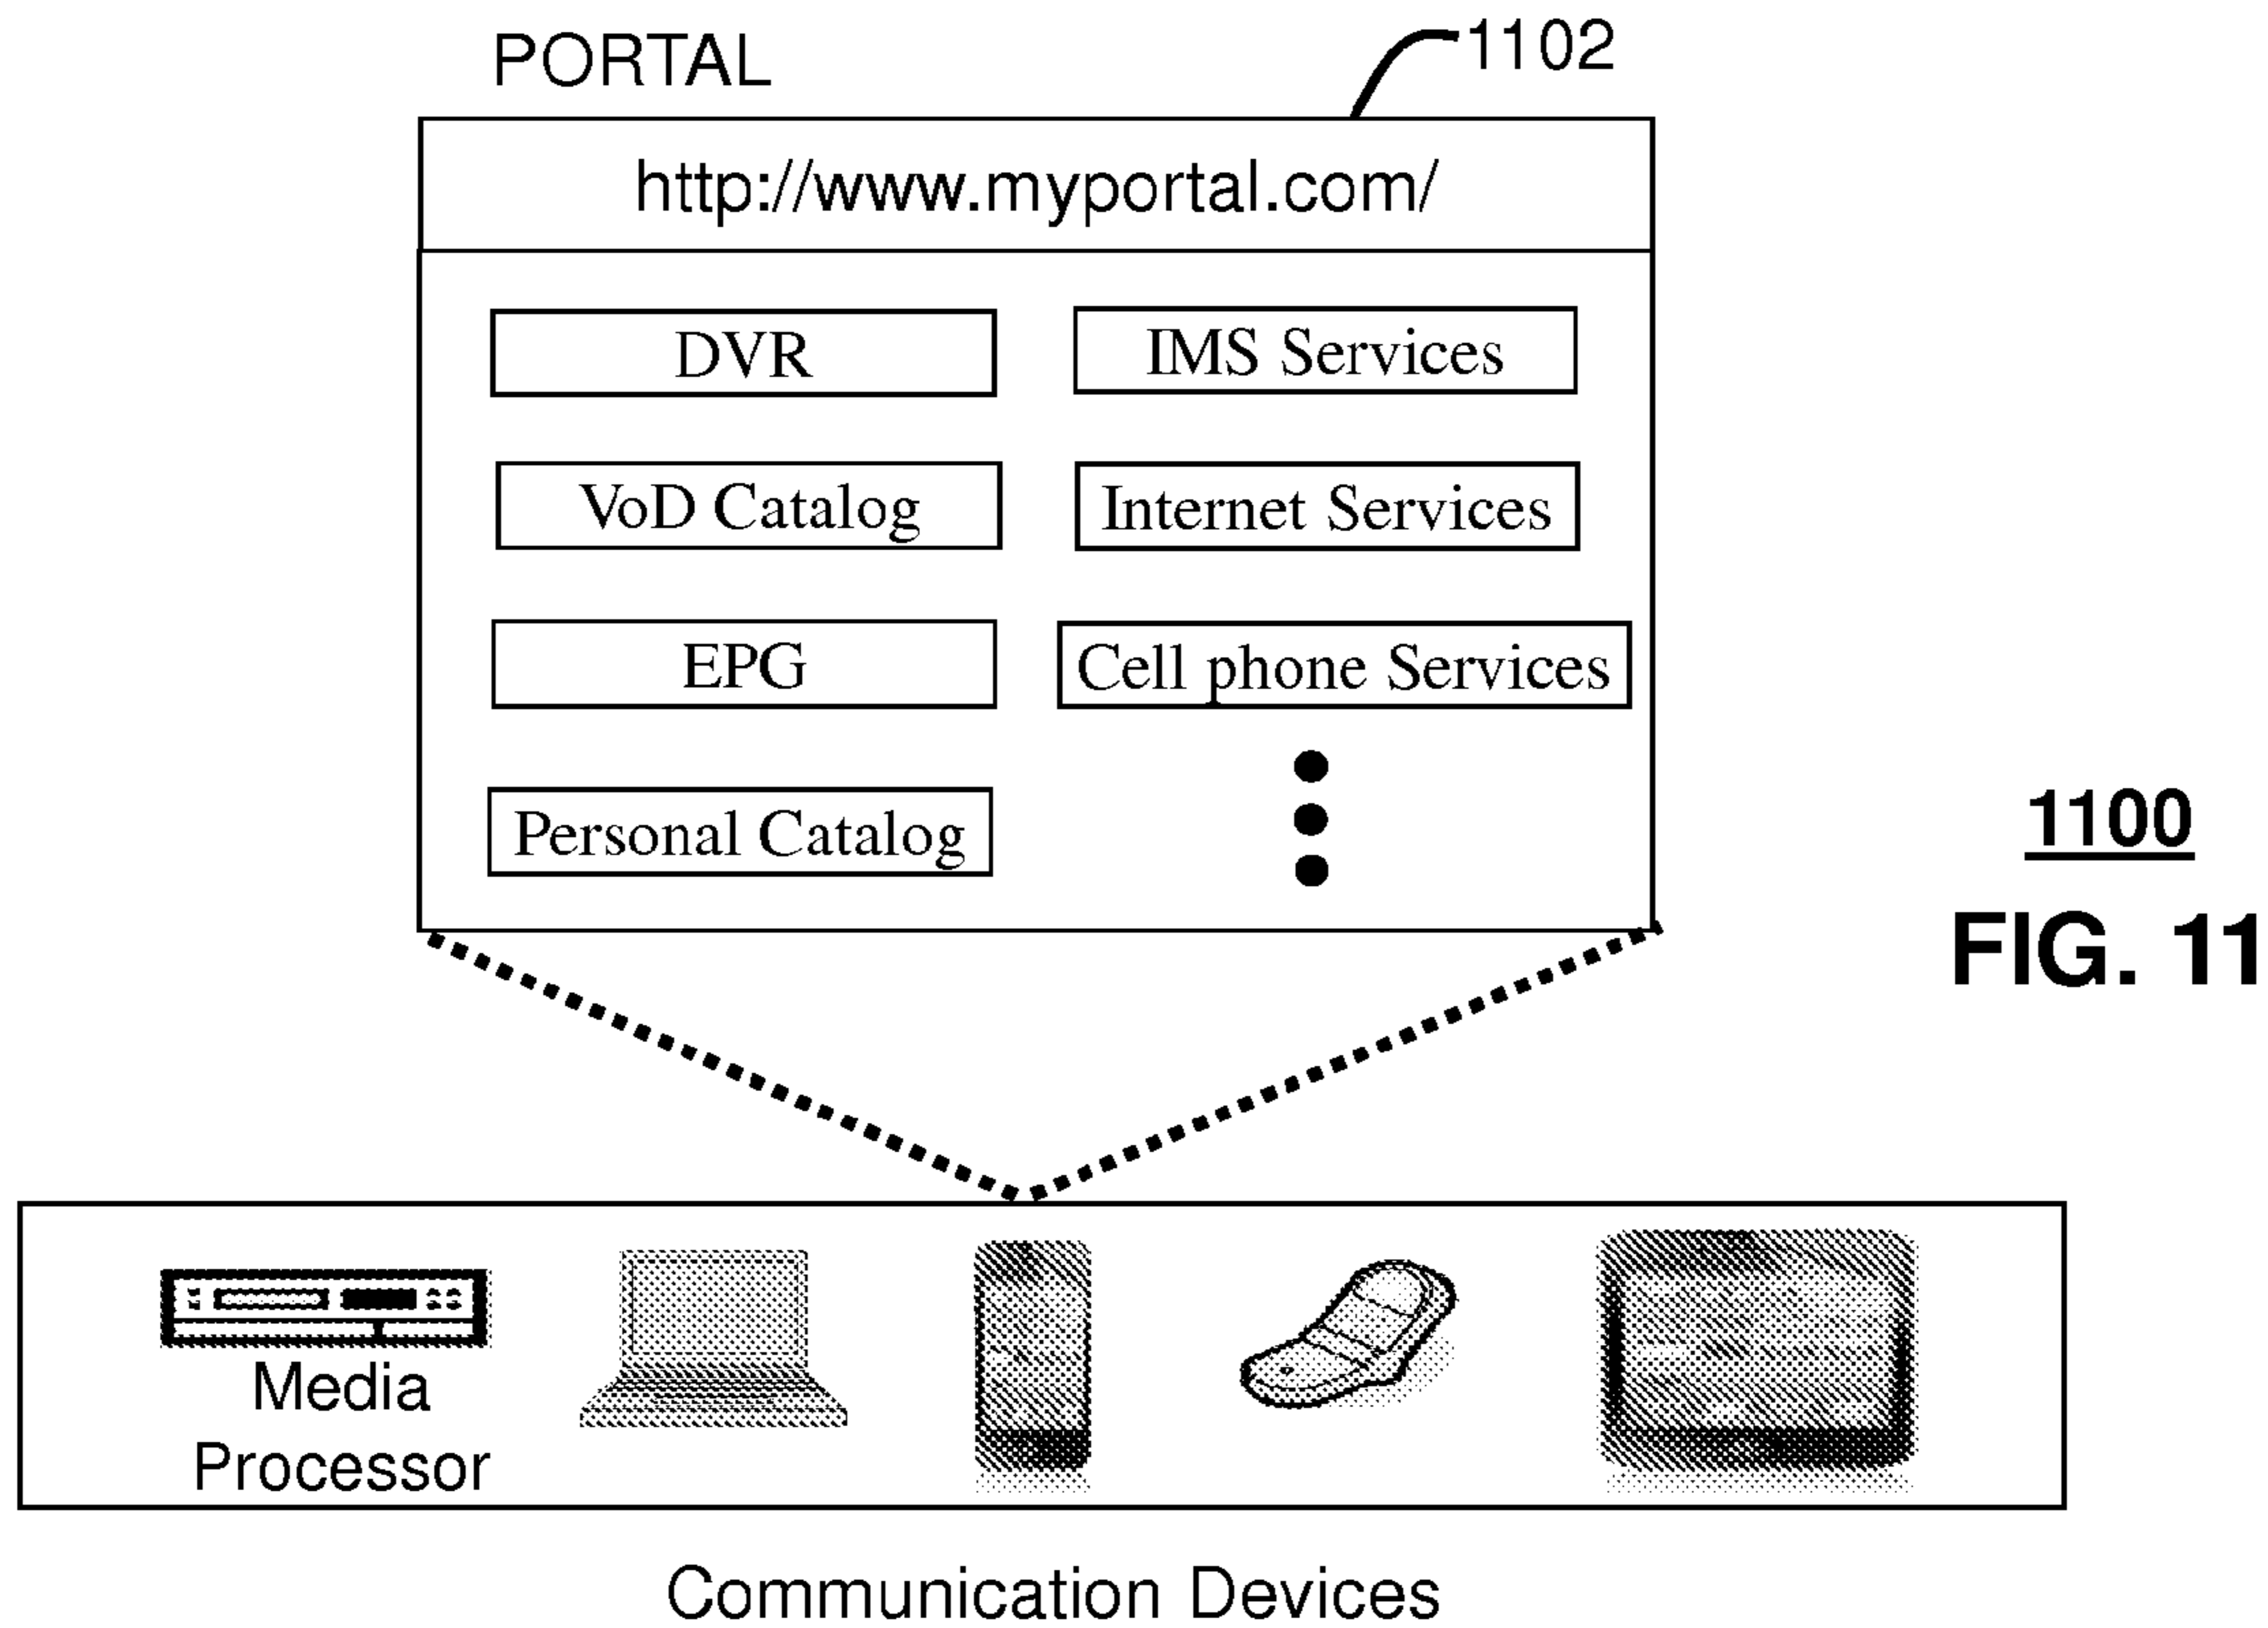 PORTAL
1102
http://www.myportal.com/
DVR
IMS Services
VoD Catalog
Internet Services
EPG
Cell phone Services
Personal Catalog
1100
FIG. 11
Media
Processor
Communication Devices